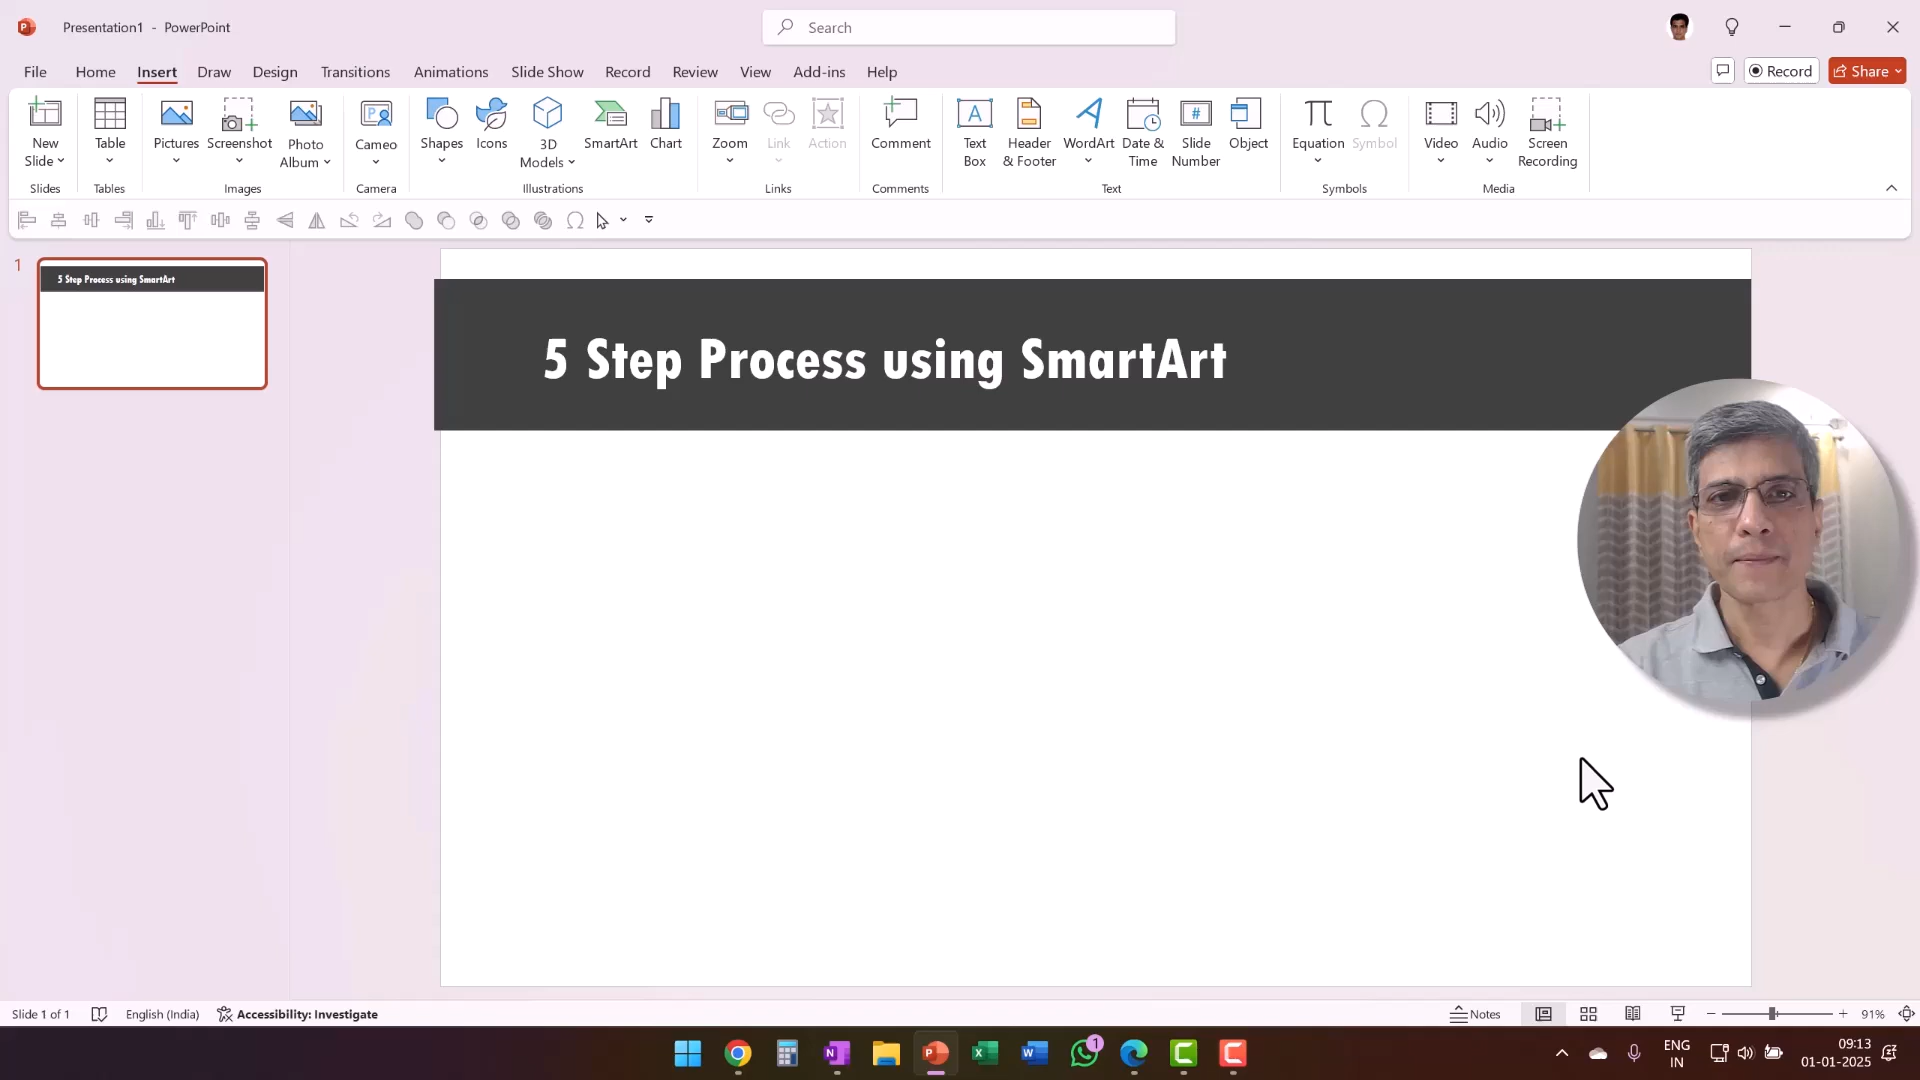 Presentation1 - PowerPoint
Search
File Home Insert Draw Design Transitions Animations Slide Show Record Review View Add-ins Help
Record
Share
New Slide
Table
Pictures
Screenshot
Photo Album
Cameo
Shapes
Icons
3D Models
SmartArt
Chart
Zoom
Link
Action
Comment
Text Box
Header & Footer
WordArt
Date & Time
Slide Number
Object
Equation
Symbol
Video
Audio
Screen Recording
Slides Tables Images Camera Illustrations Links Comments Text Symbols Media
1
5 Step Process using SmartArt
5 Step Process using SmartArt
Slide 1 of 1
English (India)
Accessibility: Investigate
Notes
91%
1
ENG
IN
09:13
01-01-2025